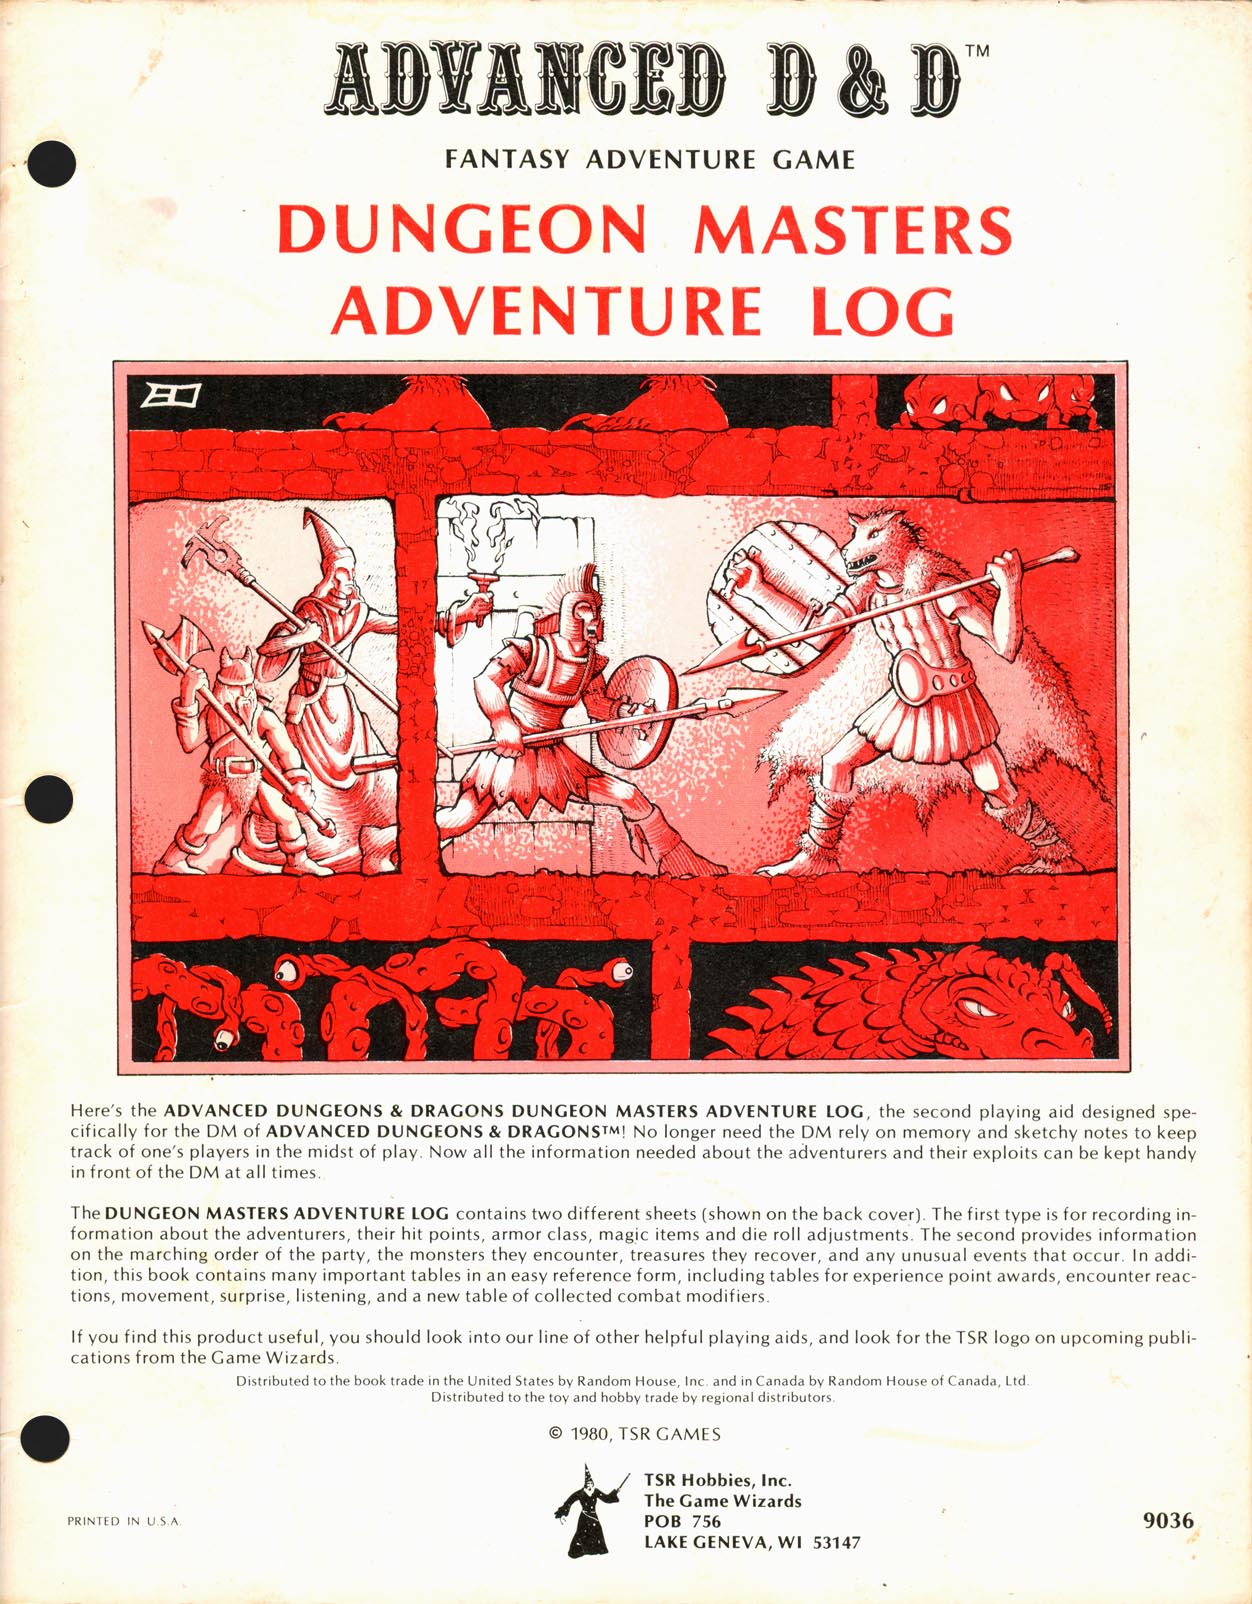 ADVANCED D & D™
FANTASY ADVENTURE GAME
DUNGEON MASTERS
ADVENTURE LOG
Here's the ADVANCED DUNGEONS & DRAGONS DUNGEON MASTERS ADVENTURE LOG, the second playing aid designed spe-
cifically for the DM of ADVANCED DUNGEONS & DRAGONS™! No longer need the DM rely on memory and sketchy notes to keep
track of one's players in the midst of play. Now all the information needed about the adventurers and their exploits can be kept handy
in front of the DM at all times.
The DUNGEON MASTERS ADVENTURE LOG contains two different sheets (shown on the back cover). The first type is for recording in-
formation about the adventurers, their hit points, armor class, magic items and die roll adjustments. The second provides information
on the marching order of the party, the monsters they encounter, treasures they recover, and any unusual events that occur. In addi-
tion, this book contains many important tables in an easy reference form, including tables for experience point awards, encounter reac-
tions, movement, surprise, listening, and a new table of collected combat modifiers.
If you find this product useful, you should look into our line of other helpful playing aids, and look for the TSR logo on upcoming publi-
cations from the Game Wizards.
Distributed to the book trade in the United States by Random House, Inc. and in Canada by Random House of Canada, Ltd.
Distributed to the toy and hobby trade by regional distributors.
© 1980, TSR GAMES
TSR Hobbies, Inc.
The Game Wizards
POB 756
LAKE GENEVA, WI 53147
PRINTED IN U.S.A.
9036